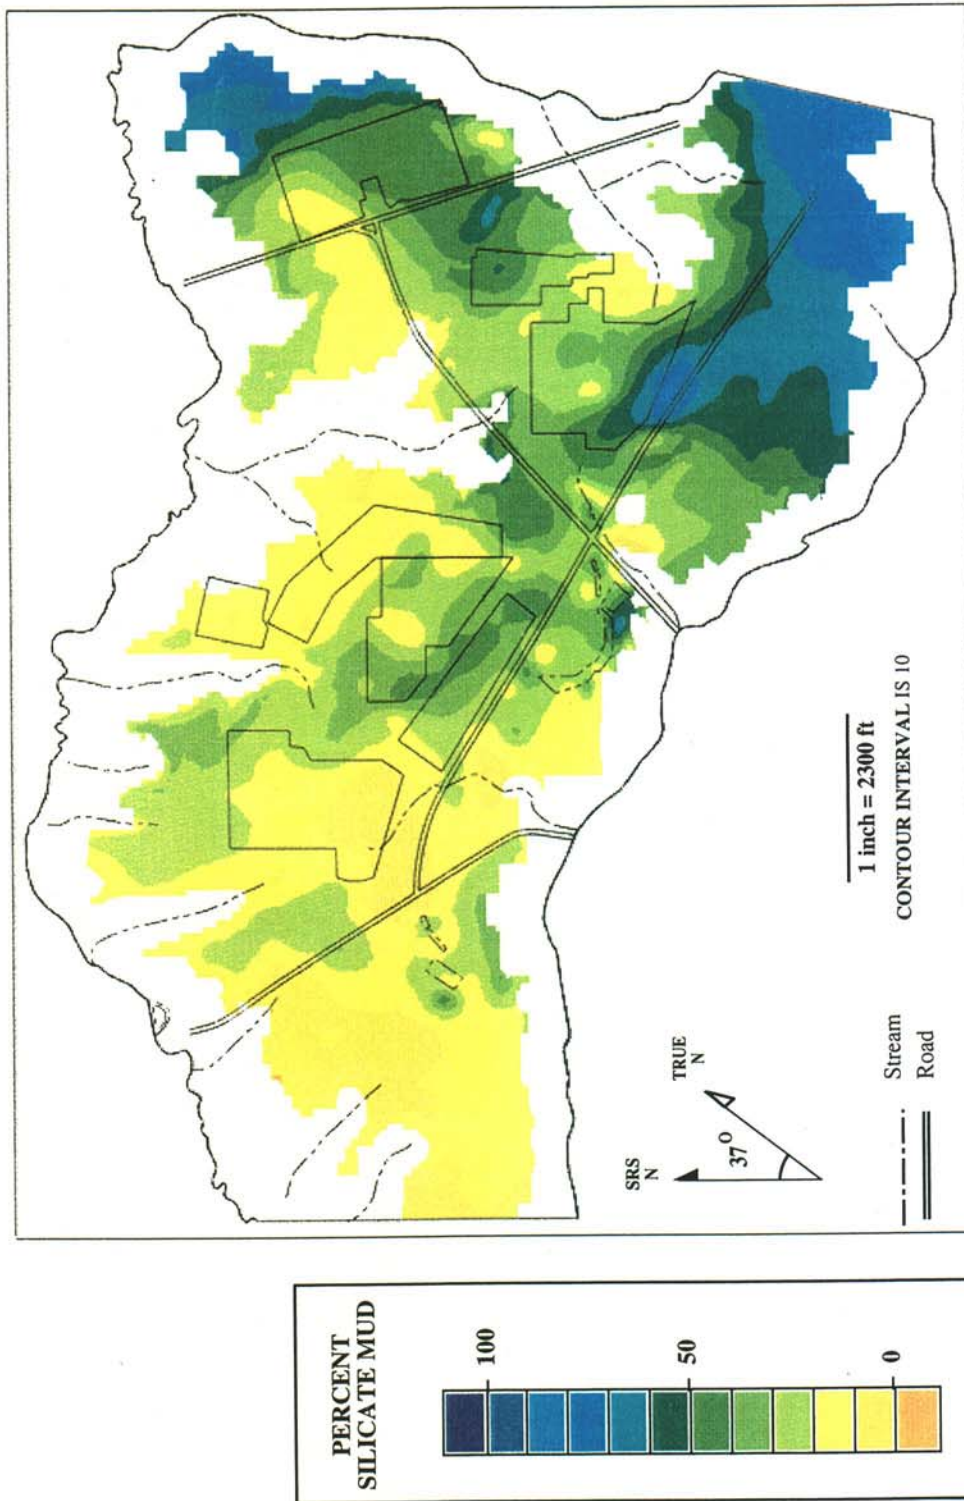 PERCENT
SILICATE MUD
100
50
0
SRS
N
TRUE
N
37°
Stream
Road
1 inch = 2300 ft
CONTOUR INTERVAL IS 10